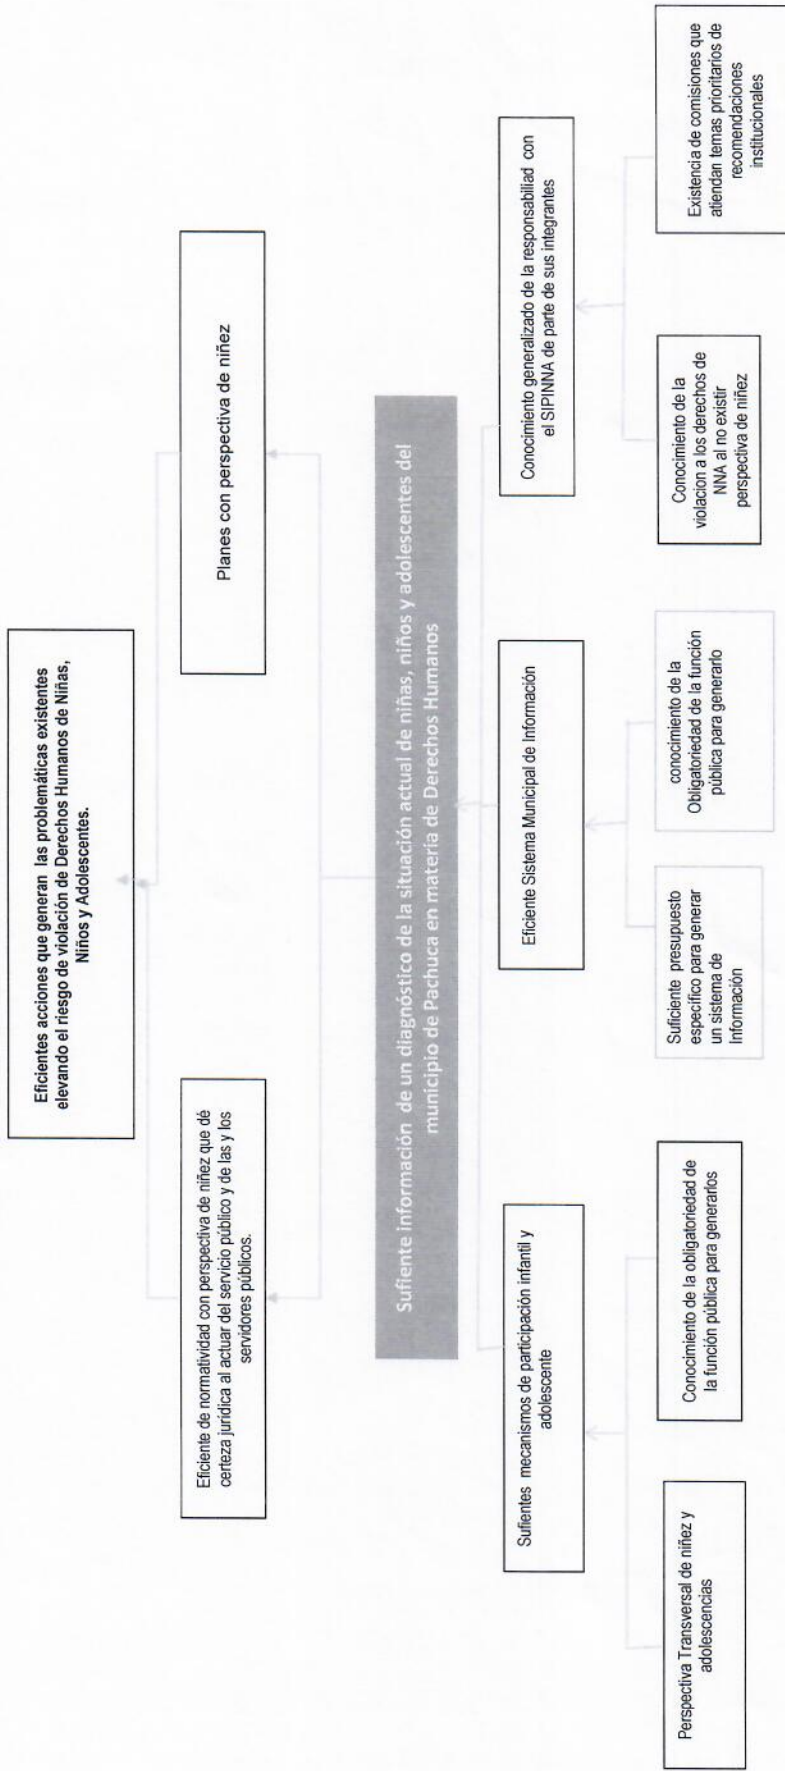 Eficientes acciones que generan las problemáticas existentes
elevando el riesgo de violación de Derechos Humanos de Niñas,
Niños y Adolescentes.
Eficiente de normatividad con perspectiva de niñez que dé
certeza jurídica al actuar del servicio público y de las y los
servidores públicos.
Planes con perspectiva de niñez
Sufiente información de un diagnóstico de la situación actual de niñas, niños y adolescentes del
municipio de Pachuca en materia de Derechos Humanos
Sufientes mecanismos de participación infantil y
adolescente
Eficiente Sistema Municipal de Información
Conocimiento generalizado de la responsabiliad con
el SIPINNA de parte de sus integrantes
Perspectiva Transversal de niñez y
adolescencias
Conocimiento de la obligatoriedad de
la función pública para generarlos
Suficiente presupuesto
específico para generar
un sistema de
Información
conocimiento de la
Obligatoriedad de la función
pública para generarlo
Conocimiento de la
violacion a los derechos de
NNA al no existir
perspectiva de niñez
Existencia de comisiones que
atiendan temas prioritarios de
recomendaciones
institucionales